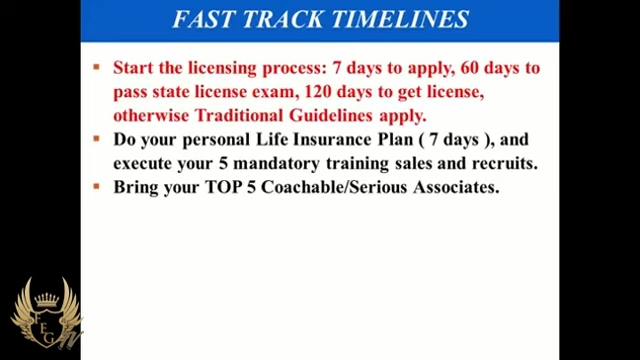 FAST TRACK TIMELINES
Start the licensing process: 7 days to apply, 60 days to
pass state license exam, 120 days to get license,
otherwise Traditional Guidelines apply.
Do your personal Life Insurance Plan ( 7 days ), and
execute your 5 mandatory training sales and recruits.
Bring your TOP 5 Coachable/Serious Associates.
FFG
TV